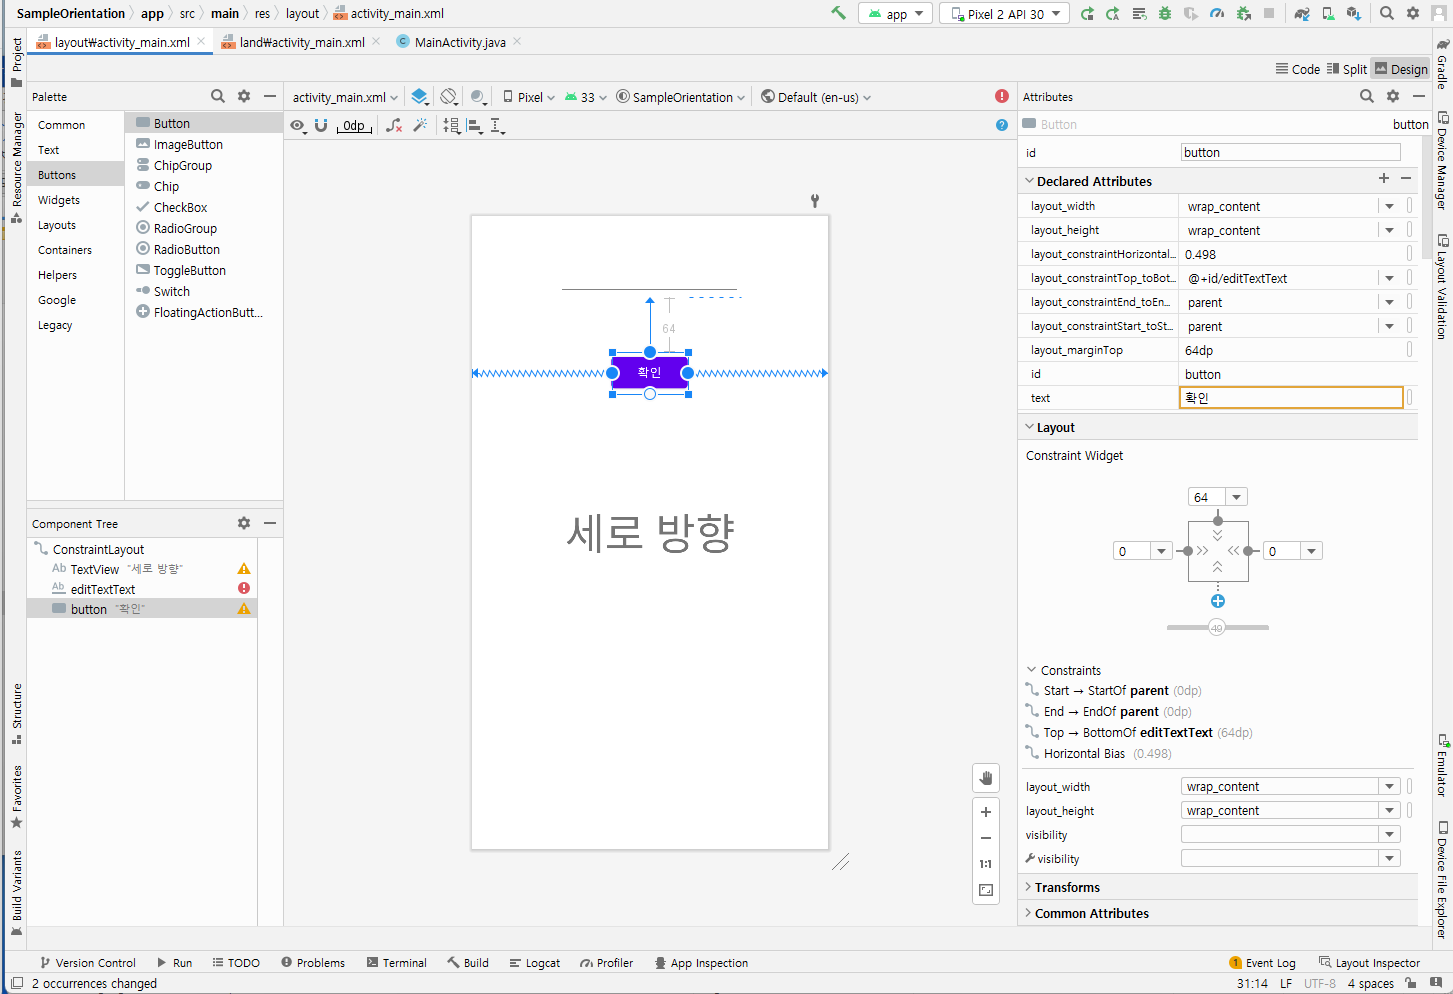 SampleOrientation > app > src > main > res > layout > activity_main.xml
app
Pixel 2 API 30
layout₩activity_main.xml
land₩activity_main.xml
MainActivity.java
Code
Split
Design
Project
Resource Manager
Structure
Favorites
Build Variants
Palette
Common
Text
Buttons
Widgets
Layouts
Containers
Helpers
Google
Legacy
Button
ImageButton
ChipGroup
Chip
CheckBox
RadioGroup
RadioButton
ToggleButton
Switch
FloatingActionButt...
Component Tree
ConstraintLayout
Ab TextView "세로 방향"
Ab editTextText
button "확인"
activity_main.xml
Pixel
33
SampleOrientation
Default (en-us)
0dp
64
확인
세로 방향
1:1
Attributes
Button
button
id button
Declared Attributes
layout_width wrap_content
layout_height wrap_content
layout_constraintHorizontal... 0.498
layout_constraintTop_toBot... @+id/editTextText
layout_constraintEnd_toEn... parent
layout_constraintStart_toSt... parent
layout_marginTop 64dp
id button
text 확인
Layout
Constraint Widget
64
0
0
49
Constraints
Start → StartOf parent (0dp)
End → EndOf parent (0dp)
Top → BottomOf editTextText (64dp)
Horizontal Bias (0.498)
layout_width wrap_content
layout_height wrap_content
visibility
visibility
Transforms
Common Attributes
Gradle
Device Manager
Layout Validation
Emulator
Device File Explorer
Version Control
Run
TODO
Problems
Terminal
Build
Logcat
Profiler
App Inspection
1 Event Log
Layout Inspector
2 occurrences changed
31:14 LF UTF-8 4 spaces